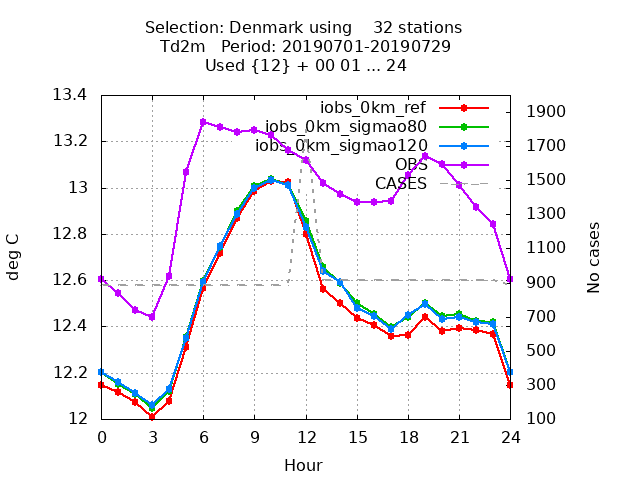 Selection: Denmark using    32 stations
Td2m   Period: 20190701-20190729
Used {12} + 00 01 ... 24
13.4
13.2
13
12.8
12.6
12.4
12.2
12
deg C
iobs_0km_ref
iobs_0km_sigmao80
iobs_0km_sigmao120
OBS
CASES
1900
1700
1500
1300
1100
900
700
500
300
100
No cases
0 3 6 9 12 15 18 21 24
Hour